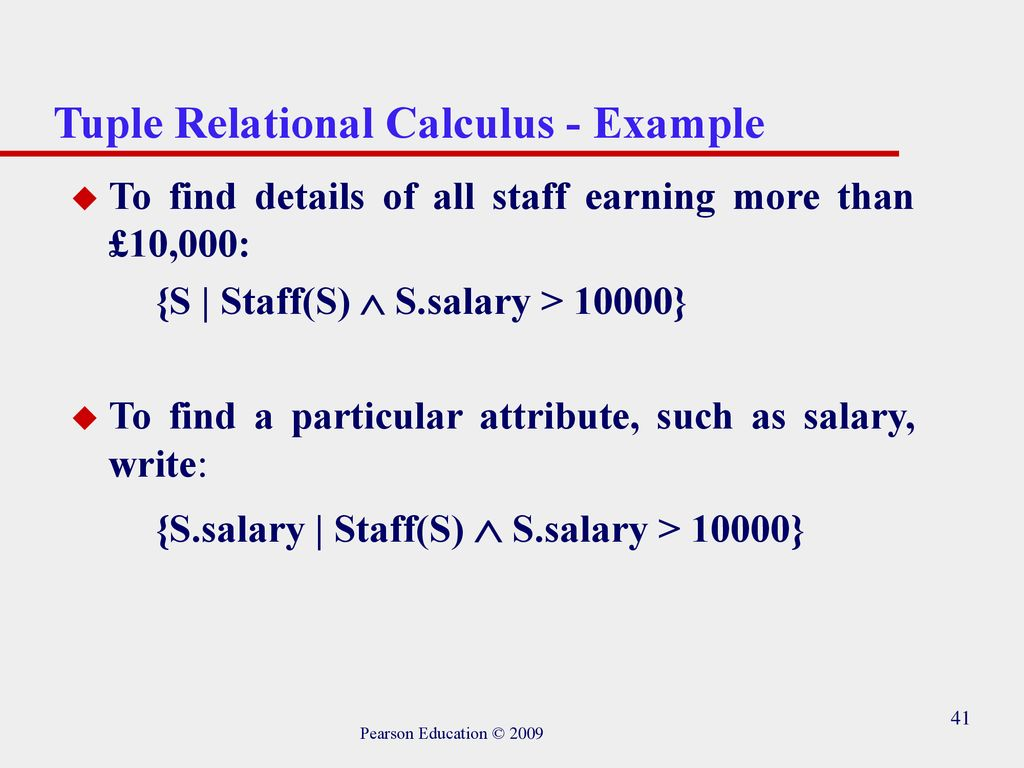 Tuple Relational Calculus - Example
◆ To find details of all staff earning more than
£10,000:
{S | Staff(S) ∧ S.salary > 10000}
◆ To find a particular attribute, such as salary,
write:
{S.salary | Staff(S) ∧ S.salary > 10000}
41
Pearson Education © 2009